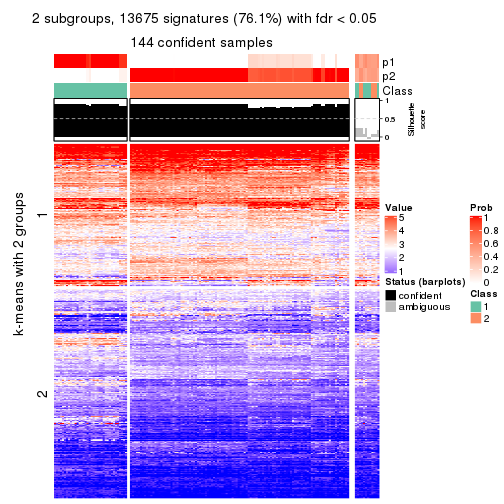 2 subgroups, 13675 signatures (76.1%) with fdr < 0.05
144 confident samples
p1
p2
Class
1
0.5
0
Silhouette
score
k-means with 2 groups
1
2
Value
5
4
3
2
1
Prob
1
0.8
0.6
0.4
0.2
0
Status (barplots)
confident
ambiguous
Class
1
2